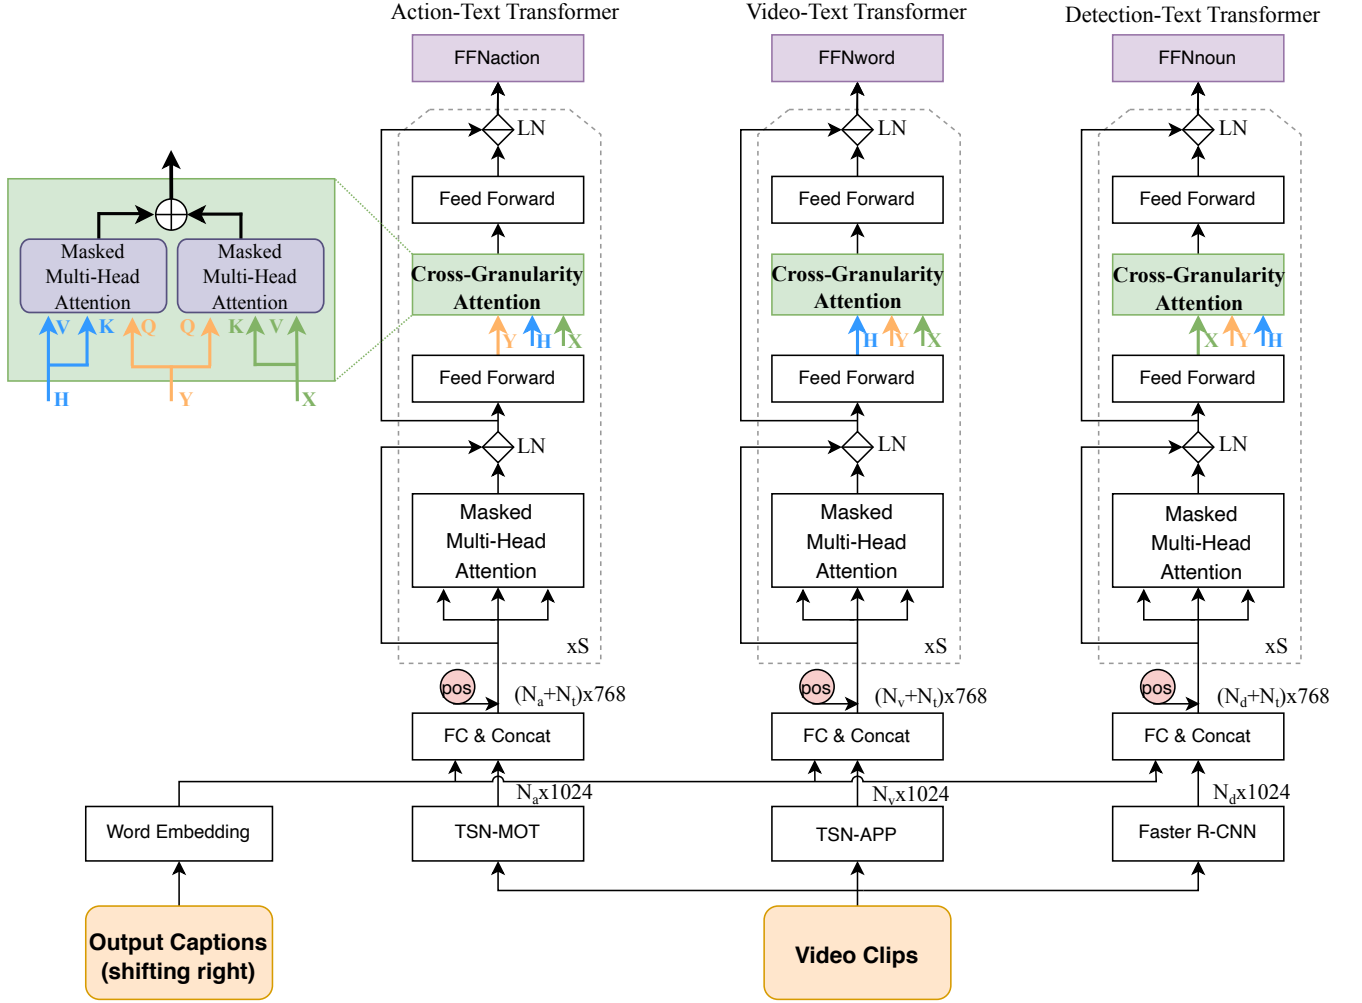 Action-Text Transformer
Video-Text Transformer
Detection-Text Transformer
FFNaction
FFNword
FFNnoun
LN
LN
LN
Feed Forward
Feed Forward
Feed Forward
Masked
Multi-Head
Attention
Masked
Multi-Head
Attention
V K Q Q K V
H Y X
Cross-Granularity
Attention
Cross-Granularity
Attention
Cross-Granularity
Attention
Y H X
H Y X
X Y H
Feed Forward
Feed Forward
Feed Forward
LN
LN
LN
Masked
Multi-Head
Attention
Masked
Multi-Head
Attention
Masked
Multi-Head
Attention
xS
xS
xS
pos
(Nₐ+Nₜ)x768
pos
(Nᵥ+Nₜ)x768
pos
(N_d+Nₜ)x768
FC & Concat
FC & Concat
FC & Concat
Nₐx1024
Nᵥx1024
N_dx1024
Word Embedding
TSN-MOT
TSN-APP
Faster R-CNN
Output Captions
(shifting right)
Video Clips